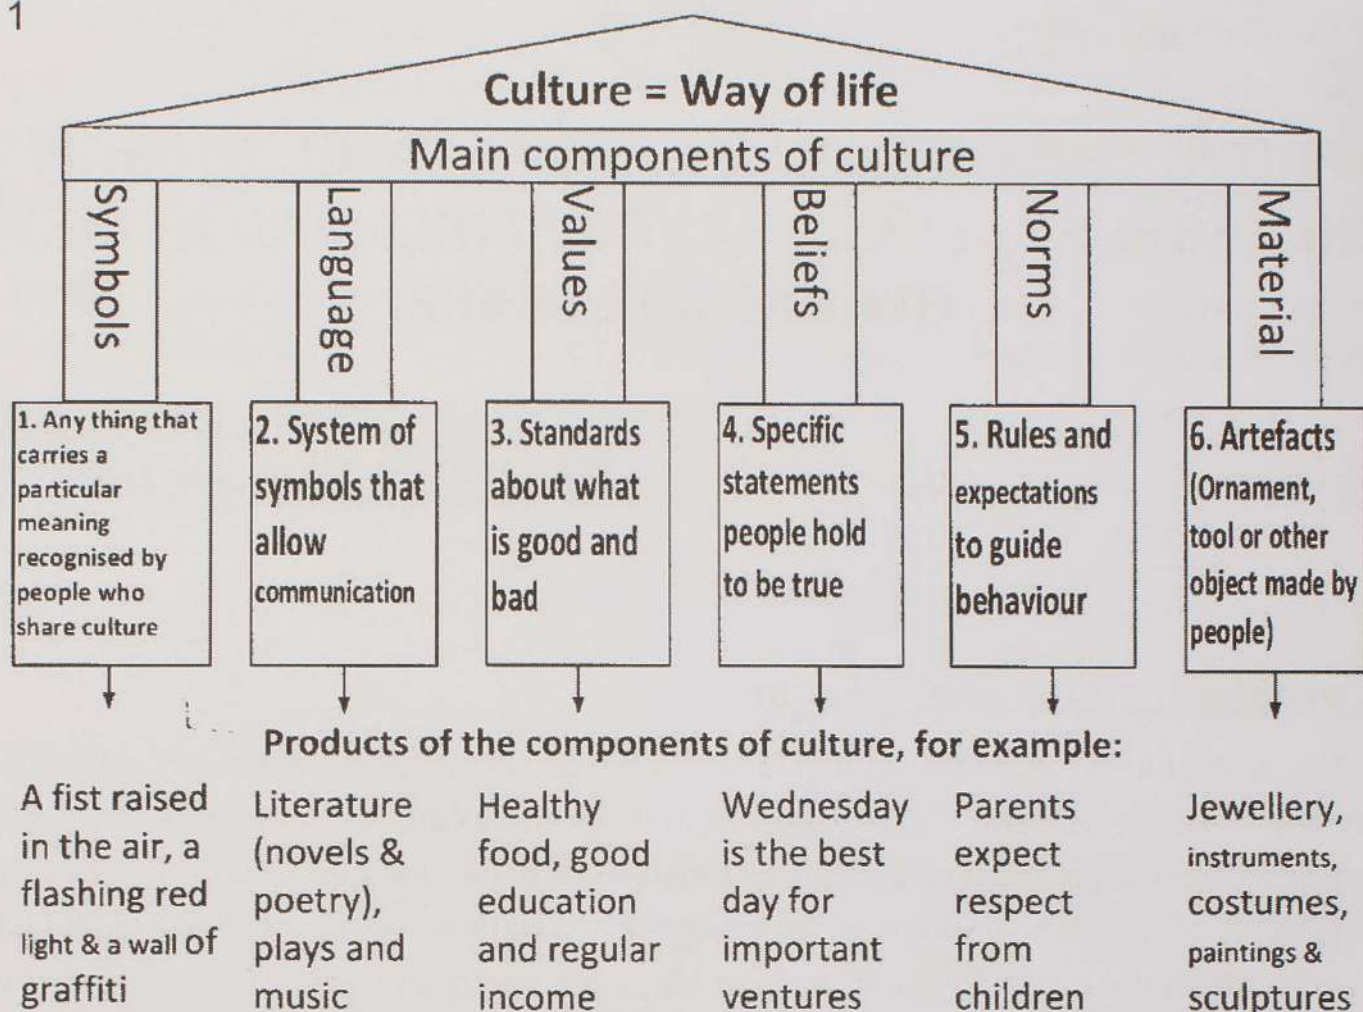 1
Culture = Way of life
Main components of culture
Symbols
Language
Values
Beliefs
Norms
Material
1. Any thing that
carries a
particular
meaning
recognised by
people who
share culture
2. System of
symbols that
allow
communication
3. Standards
about what
is good and
bad
4. Specific
statements
people hold
to be true
5. Rules and
expectations
to guide
behaviour
6. Artefacts
(Ornament,
tool or other
object made by
people)
Products of the components of culture, for example:
A fist raised
in the air, a
flashing red
light & a wall of
graffiti
Literature
(novels &
poetry),
plays and
music
Healthy
food, good
education
and regular
income
Wednesday
is the best
day for
important
ventures
Parents
expect
respect
from
children
Jewellery,
instruments,
costumes,
paintings &
sculptures